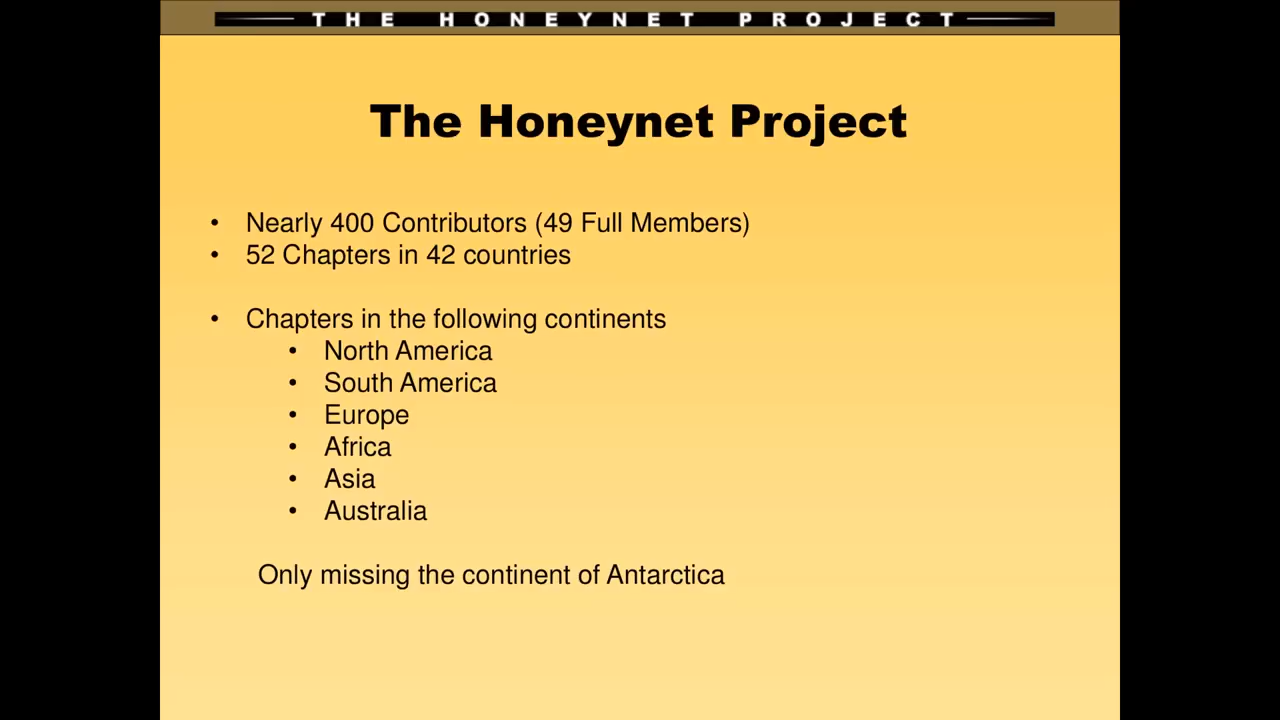 THE HONEYNET PROJECT
The Honeynet Project
• Nearly 400 Contributors (49 Full Members)
• 52 Chapters in 42 countries
• Chapters in the following continents
• North America
• South America
• Europe
• Africa
• Asia
• Australia
Only missing the continent of Antarctica